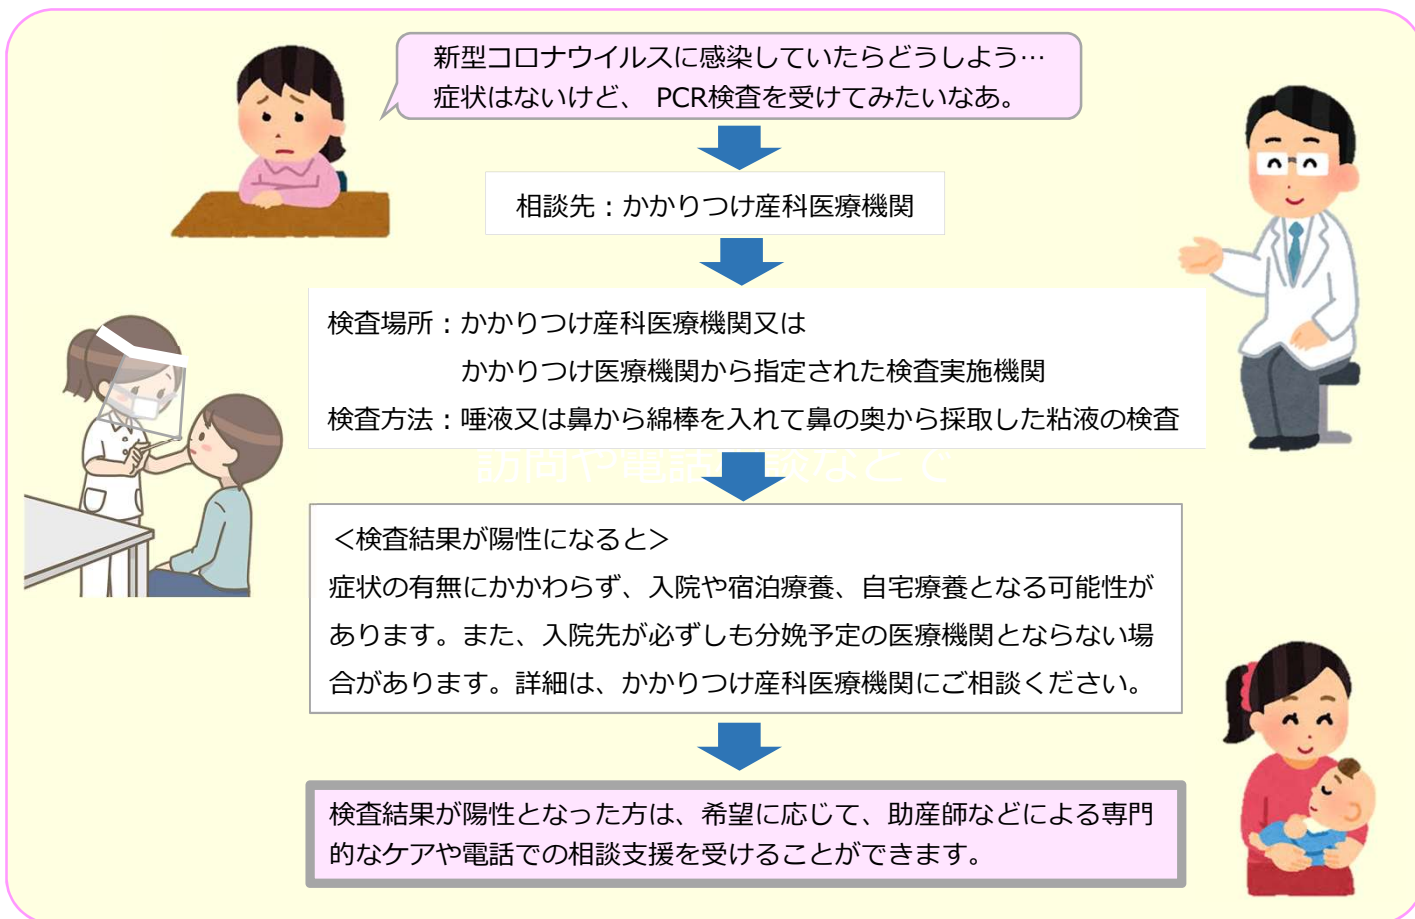 新型コロナウイルスに感染していたらどうしよう…
症状はないけど、 PCR検査を受けてみたいなあ。
相談先：かかりつけ産科医療機関
検査場所：かかりつけ産科医療機関又は
かかりつけ医療機関から指定された検査実施機関
検査方法：唾液又は鼻から綿棒を入れて鼻の奥から採取した粘液の検査
訪問や電話相談などで
＜検査結果が陽性になると＞
症状の有無にかかわらず、入院や宿泊療養、自宅療養となる可能性が
あります。また、入院先が必ずしも分娩予定の医療機関とならない場
合があります。詳細は、かかりつけ産科医療機関にご相談ください。
検査結果が陽性となった方は、希望に応じて、助産師などによる専門
的なケアや電話での相談支援を受けることができます。